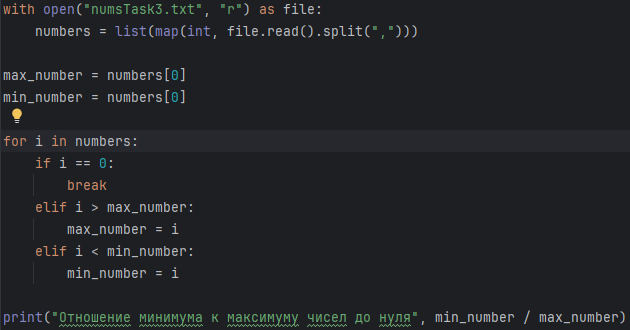 with open("numsTask3.txt", "r") as file:
    numbers = list(map(int, file.read().split(",")))
max_number = numbers[0]
min_number = numbers[0]
for i in numbers:
    if i == 0:
        break
    elif i > max_number:
        max_number = i
    elif i < min_number:
        min_number = i
print("Отношение минимума к максимуму чисел до нуля", min_number / max_number)